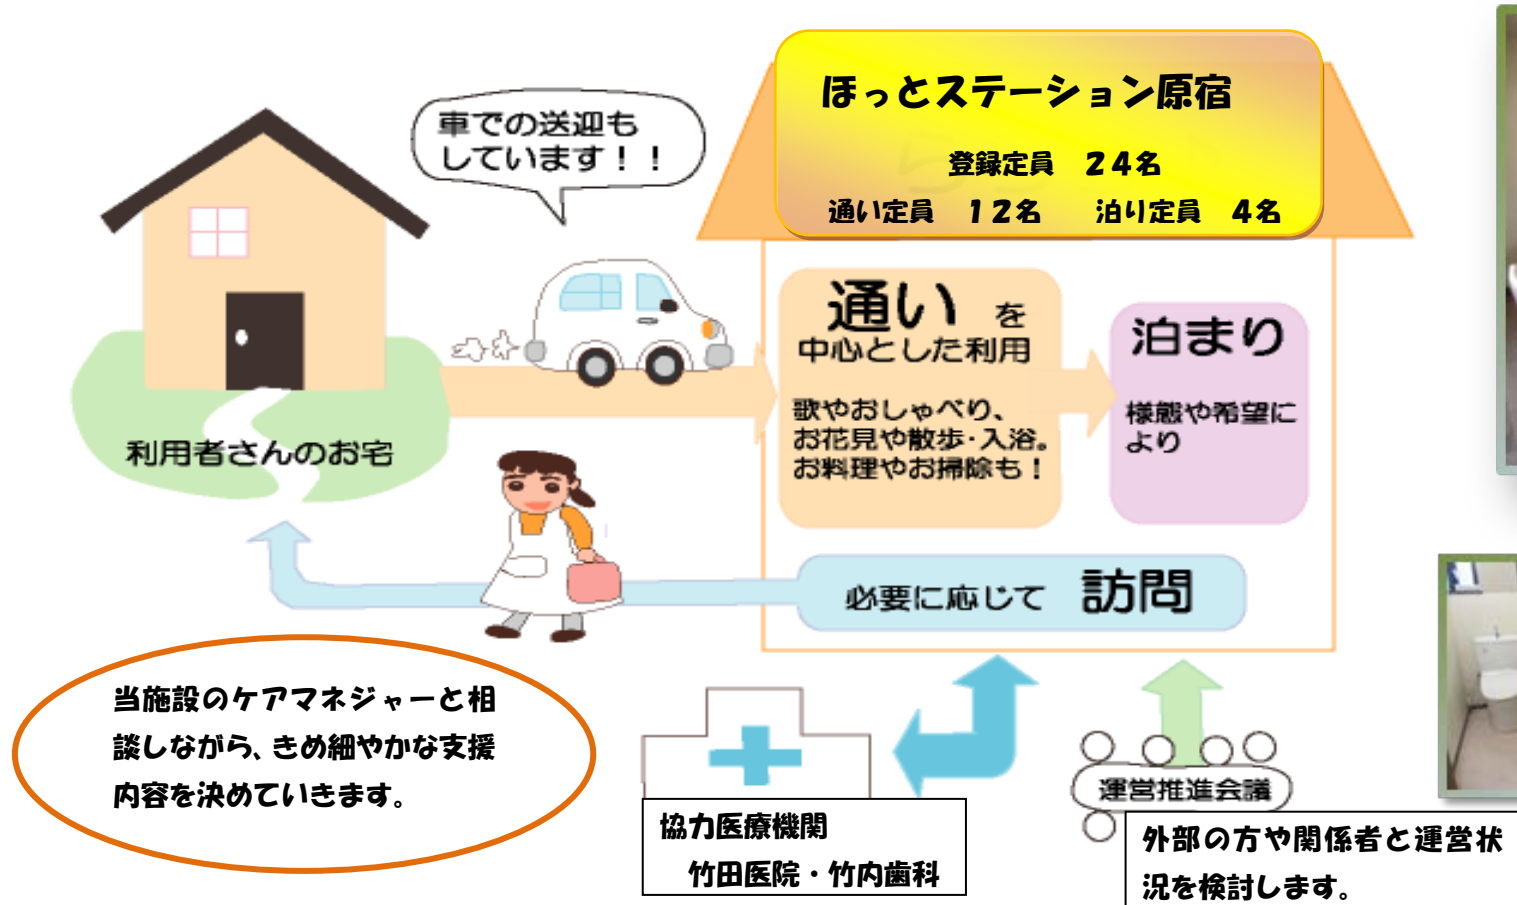 ほっとステーション原宿
登録定員　２４名
通い定員　１２名　　泊り定員　４名
車での送迎も
しています！！
通い を
中心とした利用
歌やおしゃべり、
お花見や散歩・入浴。
お料理やお掃除も！
泊まり
様態や希望に
より
利用者さんのお宅
必要に応じて 訪問
当施設のケアマネジャーと相
談しながら、きめ細やかな支援
内容を決めていきます。
協力医療機関
竹田医院・竹内歯科
運営推進会議
外部の方や関係者と運営状
況を検討します。